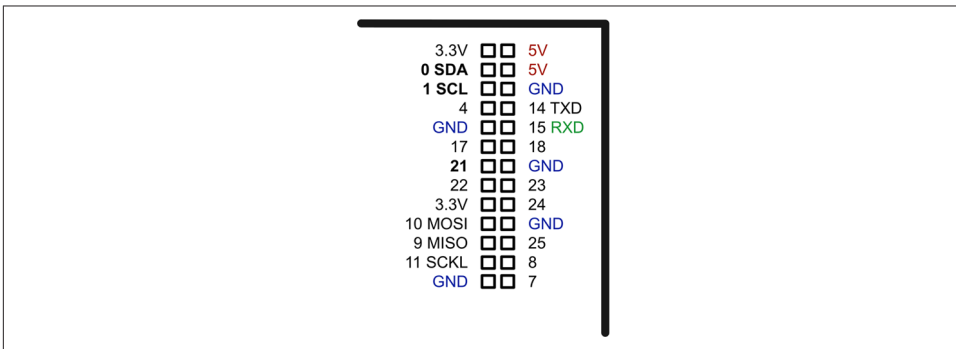 3.3V 5V
0 SDA 5V
1 SCL GND
4 14 TXD
GND 15 RXD
17 18
21 GND
22 23
3.3V 24
10 MOSI GND
9 MISO 25
11 SCKL 8
GND 7